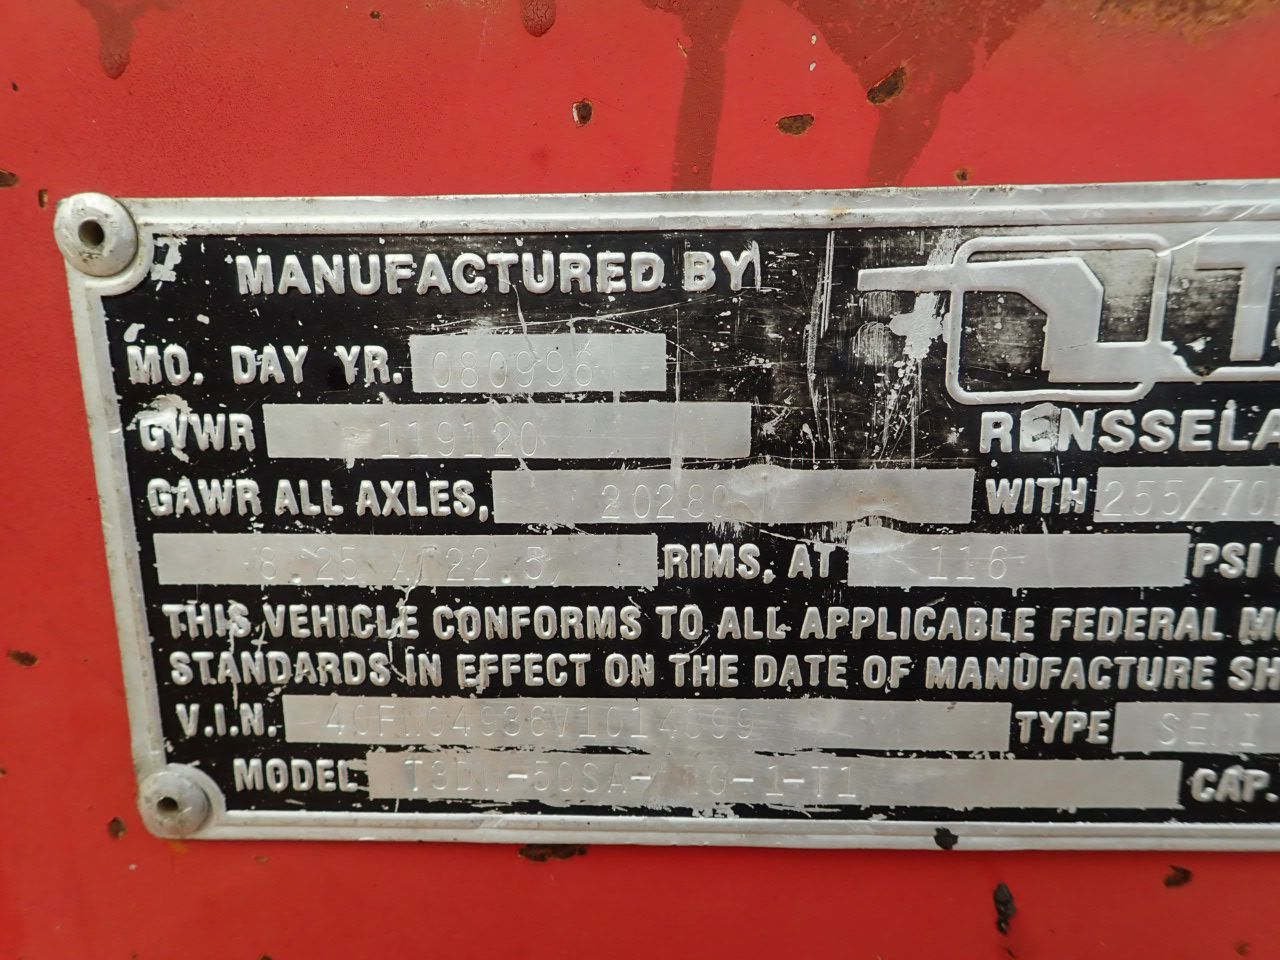 MANUFACTURED BY T
MO. DAY YR. 080996
GVWR 119120 RENSSELA
GAWR ALL AXLES, 20280 WITH 255/70
8.25 / 22.5 RIMS, AT 116 PSI
THIS VEHICLE CONFORMS TO ALL APPLICABLE FEDERAL M
STANDARDS IN EFFECT ON THE DATE OF MANUFACTURE SH
V.I.N. TYPE SEMI
MODEL CAP.